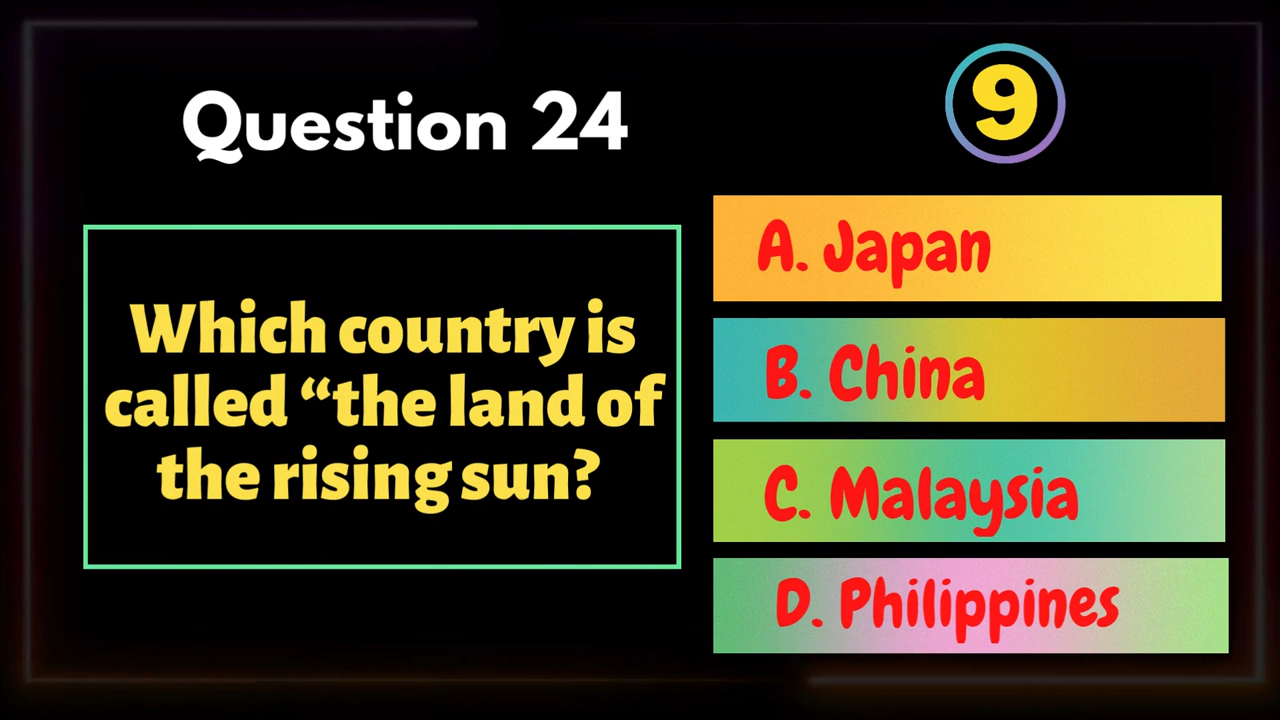 Question 24
9
Which country is
called “the land of
the rising sun?
A. Japan
B. China
C. Malaysia
D. Philippines